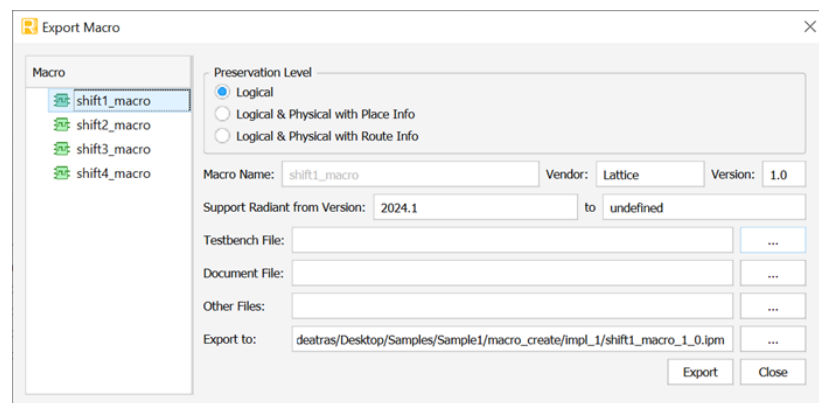 Export Macro
Macro
shift1_macro
shift2_macro
shift3_macro
shift4_macro
Preservation Level
Logical
Logical & Physical with Place Info
Logical & Physical with Route Info
Macro Name: shift1_macro Vendor: Lattice Version: 1.0
Support Radiant from Version: 2024.1 to undefined
Testbench File: ...
Document File: ...
Other Files: ...
Export to: deatras/Desktop/Samples/Sample1/macro_create/impl_1/shift1_macro_1_0.ipm ...
Export Close